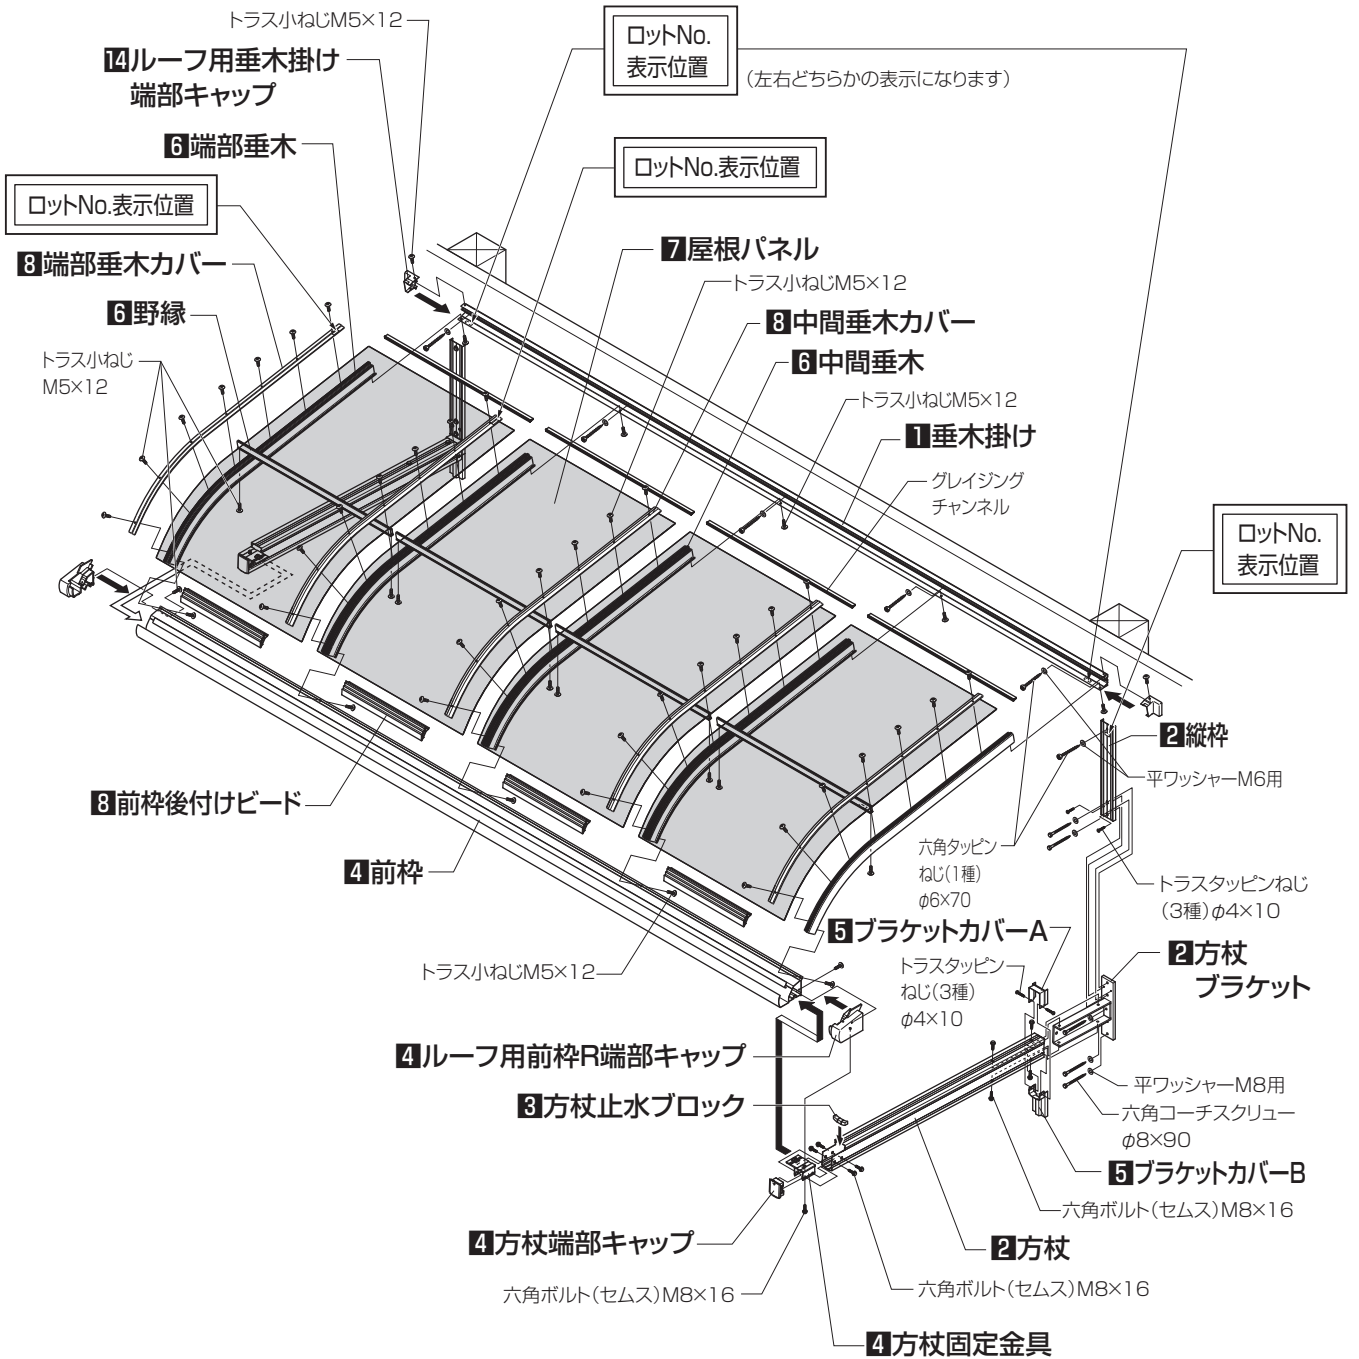 トラス小ねじM5×12
14ルーフ用垂木掛け
端部キャップ
ロットNo.
表示位置
(左右どちらかの表示になります)
6端部垂木
ロットNo.表示位置
ロットNo.表示位置
8端部垂木カバー
7屋根パネル
トラス小ねじM5×12
6野縁
8中間垂木カバー
トラス小ねじ
M5×12
6中間垂木
トラス小ねじM5×12
1垂木掛け
グレイジング
チャンネル
ロットNo.
表示位置
2縦枠
平ワッシャーM6用
8前枠後付けビード
4前枠
六角タッピン
ねじ(1種)
φ6×70
トラスタッピンねじ
(3種)φ4×10
5ブラケットカバーA
トラス小ねじM5×12
トラスタッピン
ねじ(3種)
φ4×10
2方杖
ブラケット
4ルーフ用前枠R端部キャップ
3方杖止水ブロック
平ワッシャーM8用
六角コーチスクリュー
φ8×90
5ブラケットカバーB
六角ボルト(セムス)M8×16
4方杖端部キャップ
2方杖
六角ボルト(セムス)M8×16
六角ボルト(セムス)M8×16
4方杖固定金具